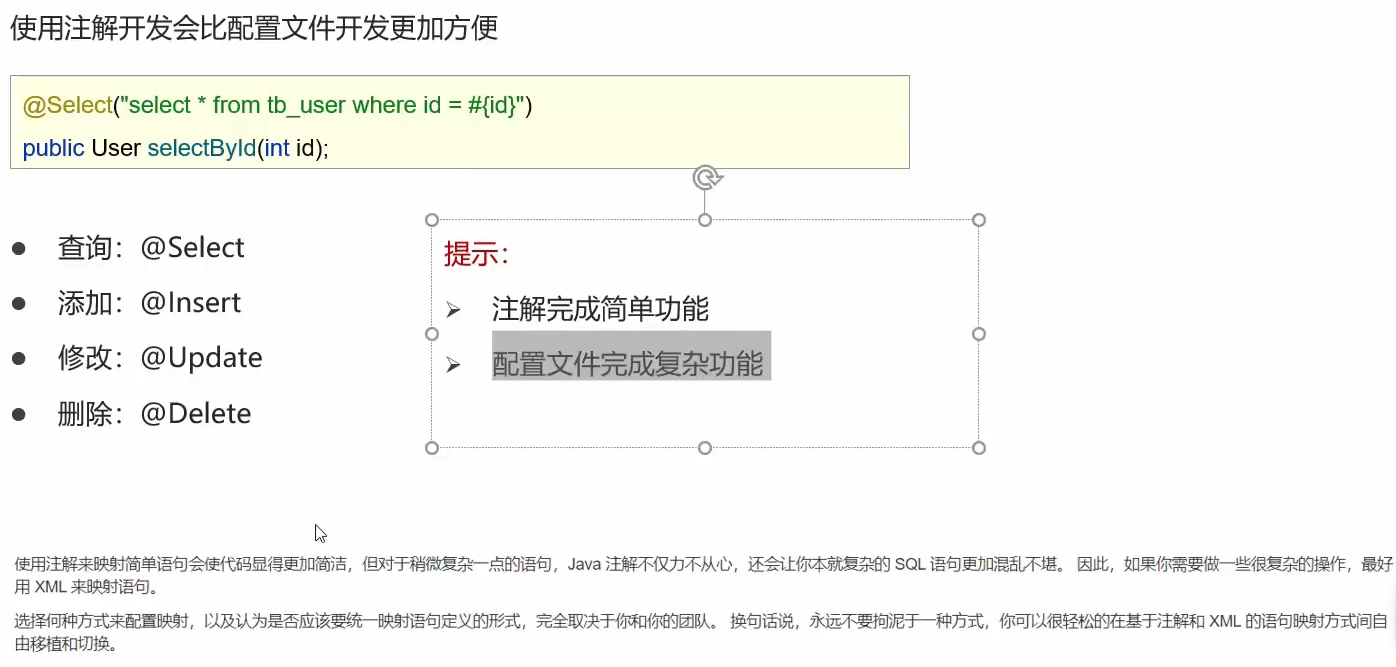 使用注解开发会比配置文件开发更加方便
@Select("select * from tb_user where id = #{id}")
public User selectById(int id);
● 查询：@Select
● 添加：@Insert
● 修改：@Update
● 删除：@Delete
提示：
➢ 注解完成简单功能
➢ 配置文件完成复杂功能
使用注解来映射简单语句会使代码显得更加简洁，但对于稍微复杂一点的语句，Java 注解不仅力不从心，还会让你本就复杂的 SQL 语句更加混乱不堪。 因此，如果你需要做一些很复杂的操作，最好
用 XML 来映射语句。
选择何种方式来配置映射，以及认为是否应该要统一映射语句定义的形式，完全取决于你和你的团队。 换句话说，永远不要拘泥于一种方式，你可以很轻松的在基于注解和 XML 的语句映射方式间自
由移植和切换。